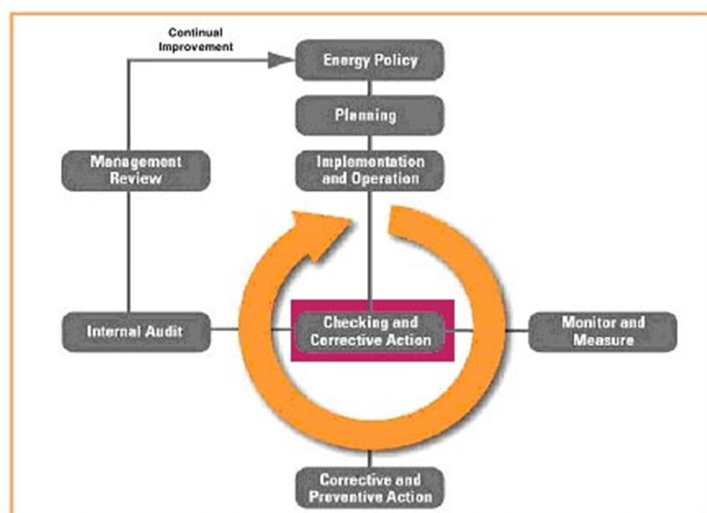 Continual
Improvement
Energy Policy
Planning
Management
Review
Implementation
and Operation
Internal Audit
Checking and
Corrective Action
Monitor and
Measure
Corrective and
Preventive Action